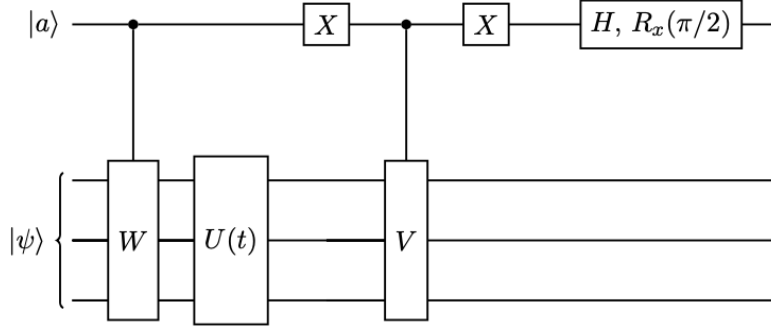 |a⟩ X X H, R_x(π/2)
|ψ⟩ W U(t) V